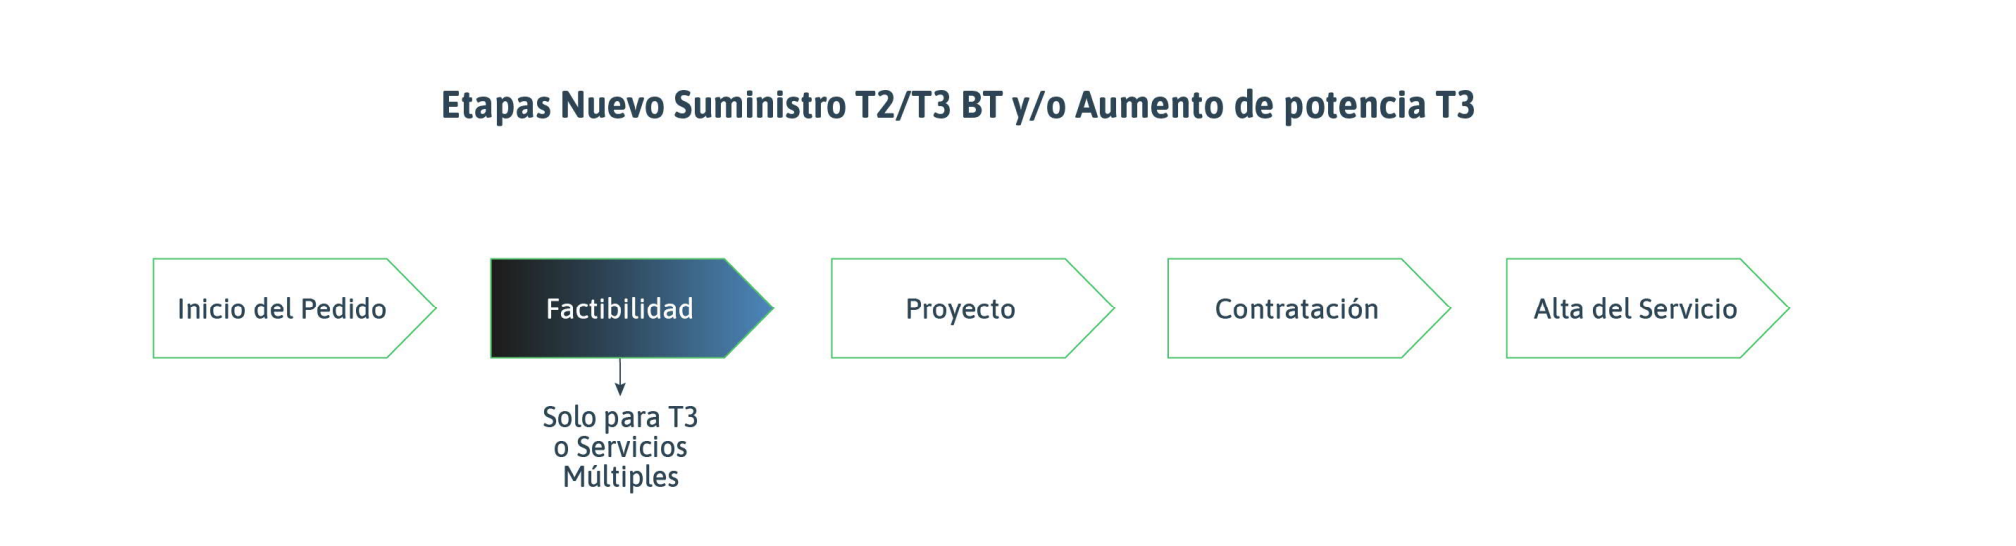 Etapas Nuevo Suministro T2/T3 BT y/o Aumento de potencia T3
Inicio del Pedido
Factibilidad
Proyecto
Contratación
Alta del Servicio
Solo para T3
o Servicios
Múltiples